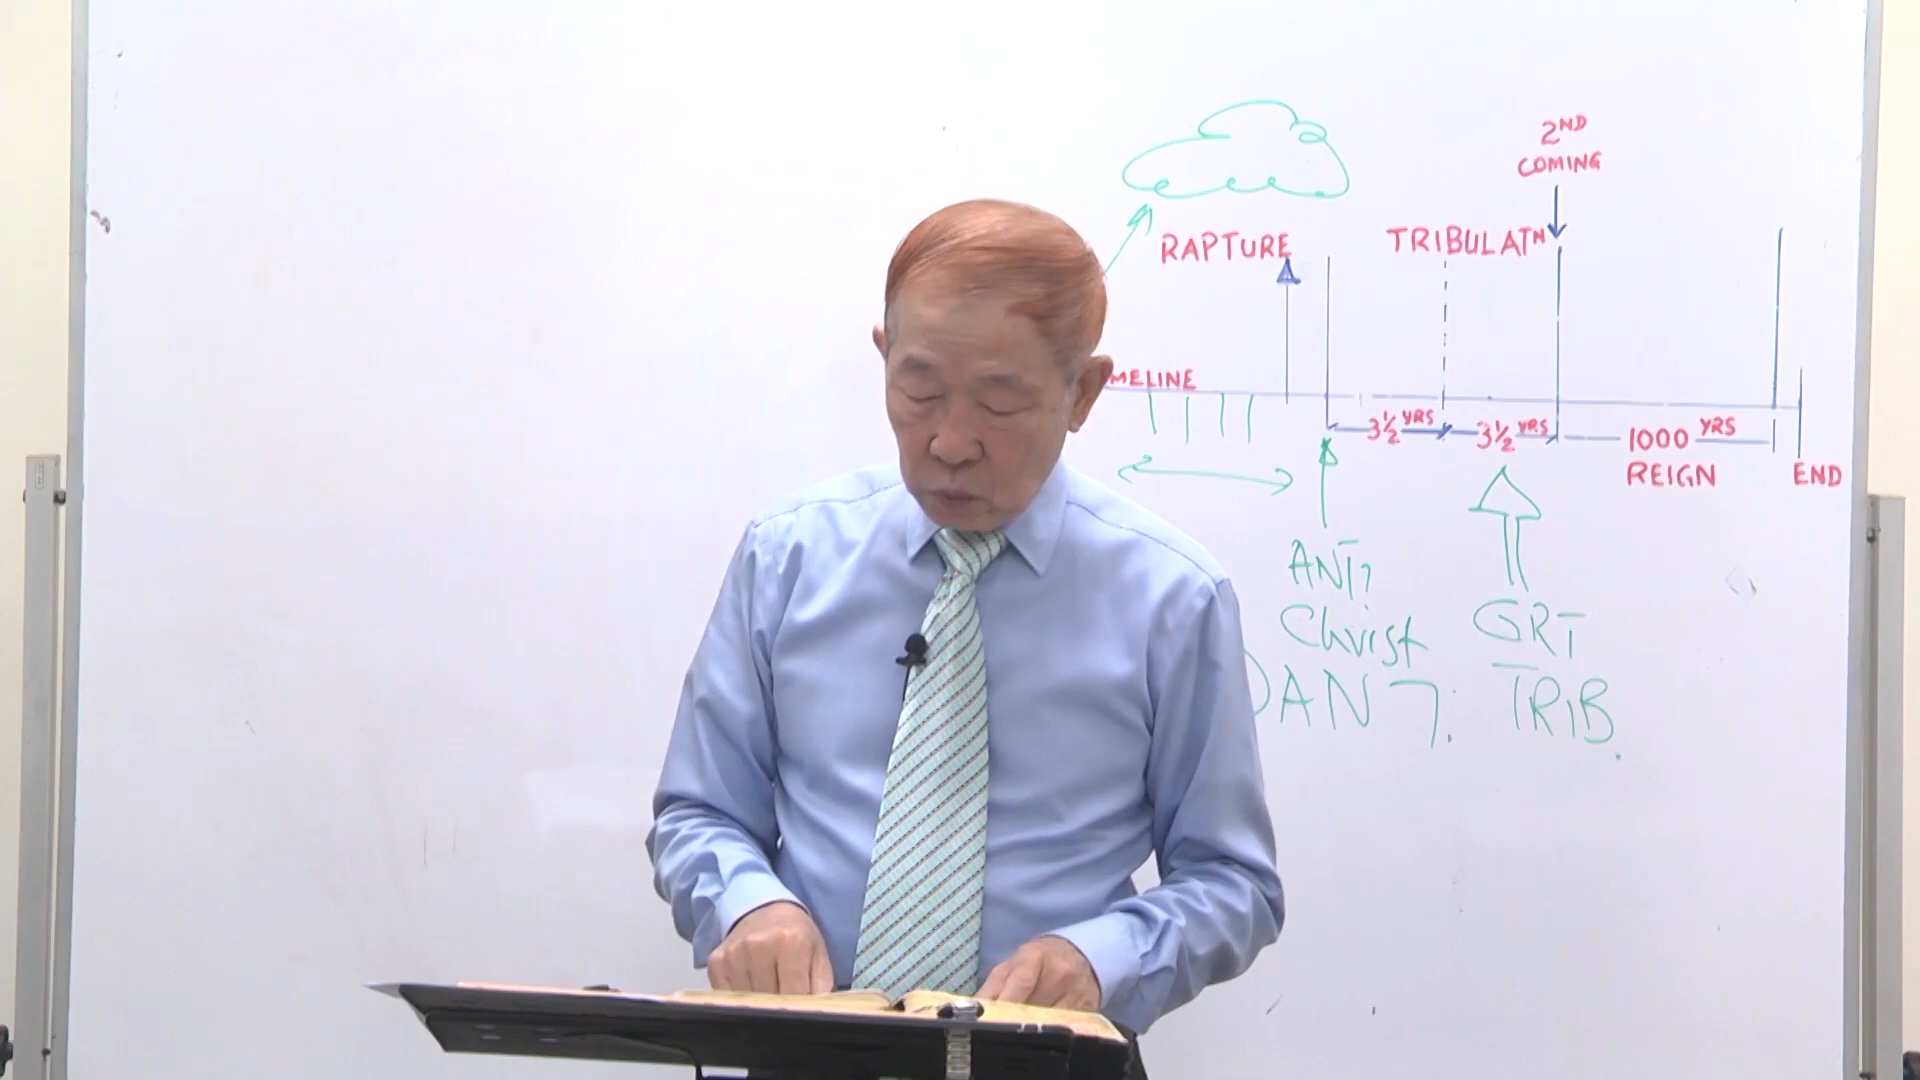 2ND
COMING
RAPTURE
TRIBULATN
MELINE
3½ YRS
3½ YRS
1000 YRS
REIGN
END
ANTi
Christ
DAN 7.
GRT
TRIB.